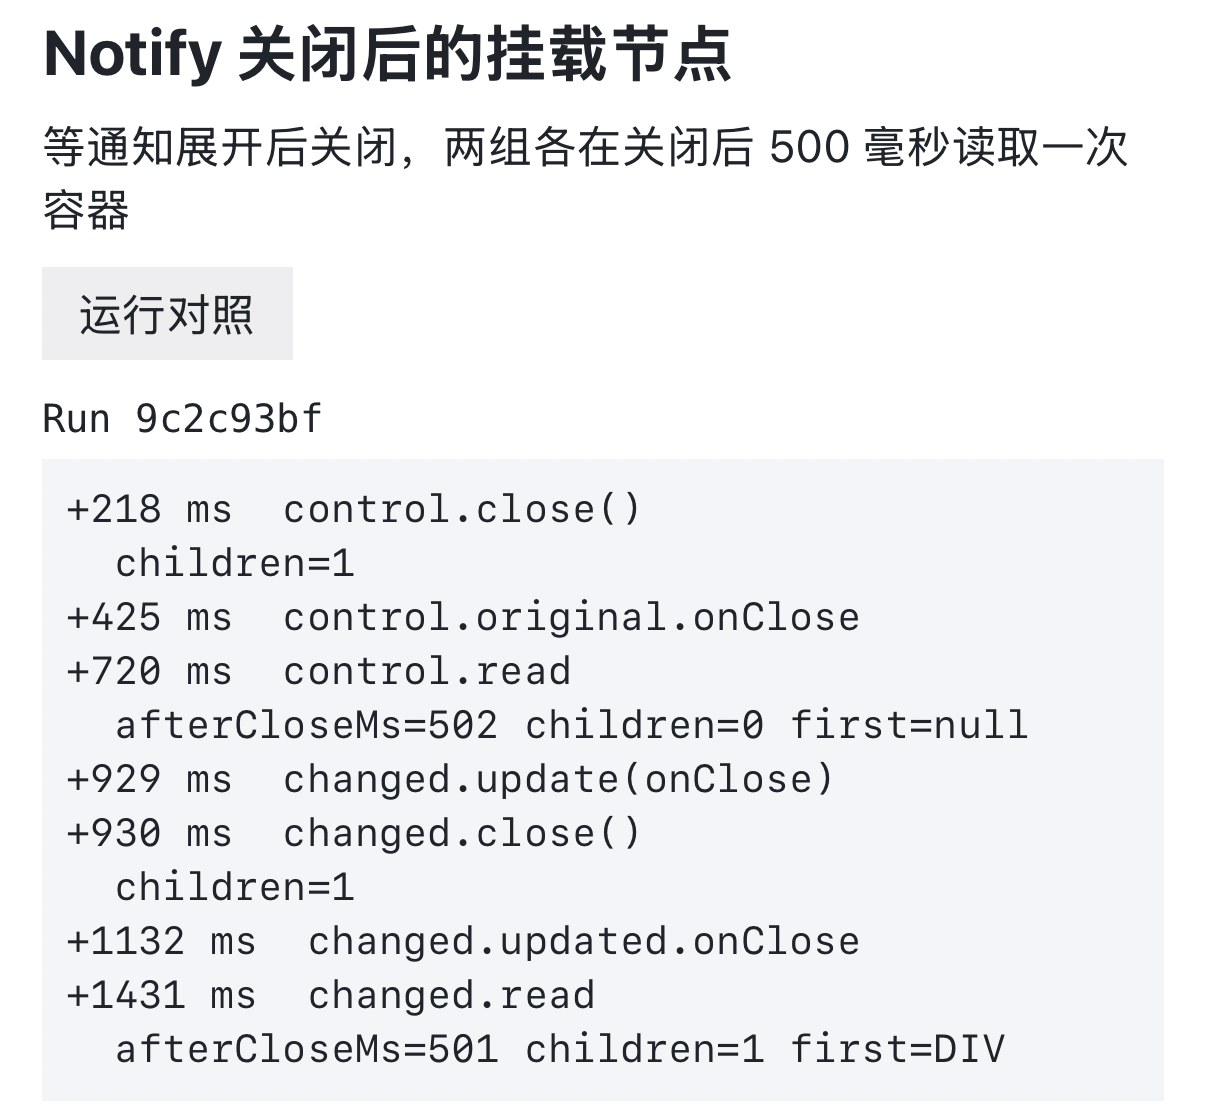 Notify 关闭后的挂载节点
等通知展开后关闭，两组各在关闭后 500 毫秒读取一次
容器
运行对照
Run 9c2c93bf
+218 ms  control.close()
  children=1
+425 ms  control.original.onClose
+720 ms  control.read
  afterCloseMs=502 children=0 first=null
+929 ms  changed.update(onClose)
+930 ms  changed.close()
  children=1
+1132 ms  changed.updated.onClose
+1431 ms  changed.read
  afterCloseMs=501 children=1 first=DIV